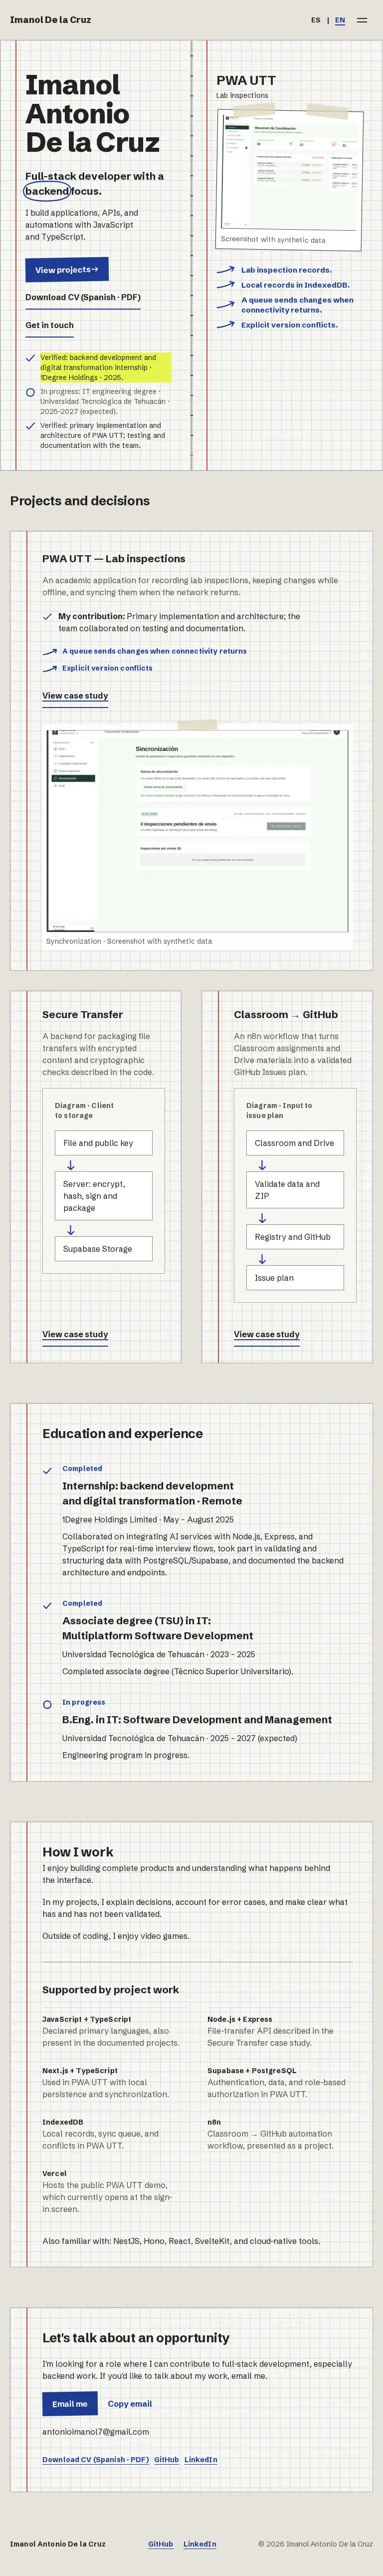 Imanol De la Cruz
ES | EN
Imanol
Antonio
De la Cruz
Full-stack developer with a
backend focus.
I build applications, APIs, and
automations with JavaScript
and TypeScript.
View projects→
Download CV (Spanish · PDF)
Get in touch
Verified: backend development and
digital transformation internship ·
1Degree Holdings · 2025.
In progress: IT engineering degree ·
Universidad Tecnológica de Tehuacán ·
2025–2027 (expected).
Verified: primary implementation and
architecture of PWA UTT; testing and
documentation with the team.
PWA UTT
Lab inspections
Resumen de Coordinación
Screenshot with synthetic data
Lab inspection records.
Local records in IndexedDB.
A queue sends changes when
connectivity returns.
Explicit version conflicts.
Projects and decisions
PWA UTT — Lab inspections
An academic application for recording lab inspections, keeping changes while
offline, and syncing them when the network returns.
My contribution: Primary implementation and architecture; the
team collaborated on testing and documentation.
A queue sends changes when connectivity returns
Explicit version conflicts
View case study
Sincronización
0 inspecciones pendientes de envío
Inspecciones por revisar (0)
Synchronization · Screenshot with synthetic data
Secure Transfer
A backend for packaging file
transfers with encrypted
content and cryptographic
checks described in the code.
Diagram · Client
to storage
File and public key
Server: encrypt,
hash, sign and
package
Supabase Storage
View case study
Classroom → GitHub
An n8n workflow that turns
Classroom assignments and
Drive materials into a validated
GitHub Issues plan.
Diagram · Input to
issue plan
Classroom and Drive
Validate data and
ZIP
Registry and GitHub
Issue plan
View case study
Education and experience
Completed
Internship: backend development
and digital transformation · Remote
1Degree Holdings Limited · May – August 2025
Collaborated on integrating AI services with Node.js, Express, and
TypeScript for real-time interview flows, took part in validating and
structuring data with PostgreSQL/Supabase, and documented the backend
architecture and endpoints.
Completed
Associate degree (TSU) in IT:
Multiplatform Software Development
Universidad Tecnológica de Tehuacán · 2023 – 2025
Completed associate degree (Técnico Superior Universitario).
In progress
B.Eng. in IT: Software Development and Management
Universidad Tecnológica de Tehuacán · 2025 – 2027 (expected)
Engineering program in progress.
How I work
I enjoy building complete products and understanding what happens behind
the interface.
In my projects, I explain decisions, account for error cases, and make clear what
has and has not been validated.
Outside of coding, I enjoy video games.
Supported by project work
JavaScript + TypeScript
Declared primary languages, also
present in the documented projects.
Node.js + Express
File-transfer API described in the
Secure Transfer case study.
Next.js + TypeScript
Used in PWA UTT with local
persistence and synchronization.
Supabase + PostgreSQL
Authentication, data, and role-based
authorization in PWA UTT.
IndexedDB
Local records, sync queue, and
conflicts in PWA UTT.
n8n
Classroom → GitHub automation
workflow, presented as a project.
Vercel
Hosts the public PWA UTT demo,
which currently opens at the sign-
in screen.
Also familiar with: NestJS, Hono, React, SvelteKit, and cloud-native tools.
Let's talk about an opportunity
I'm looking for a role where I can contribute to full-stack development, especially
backend work. If you'd like to talk about my work, email me.
Email me
Copy email
antonioimanol7@gmail.com
Download CV (Spanish · PDF) GitHub LinkedIn
Imanol Antonio De la Cruz
GitHub LinkedIn
© 2026 Imanol Antonio De la Cruz